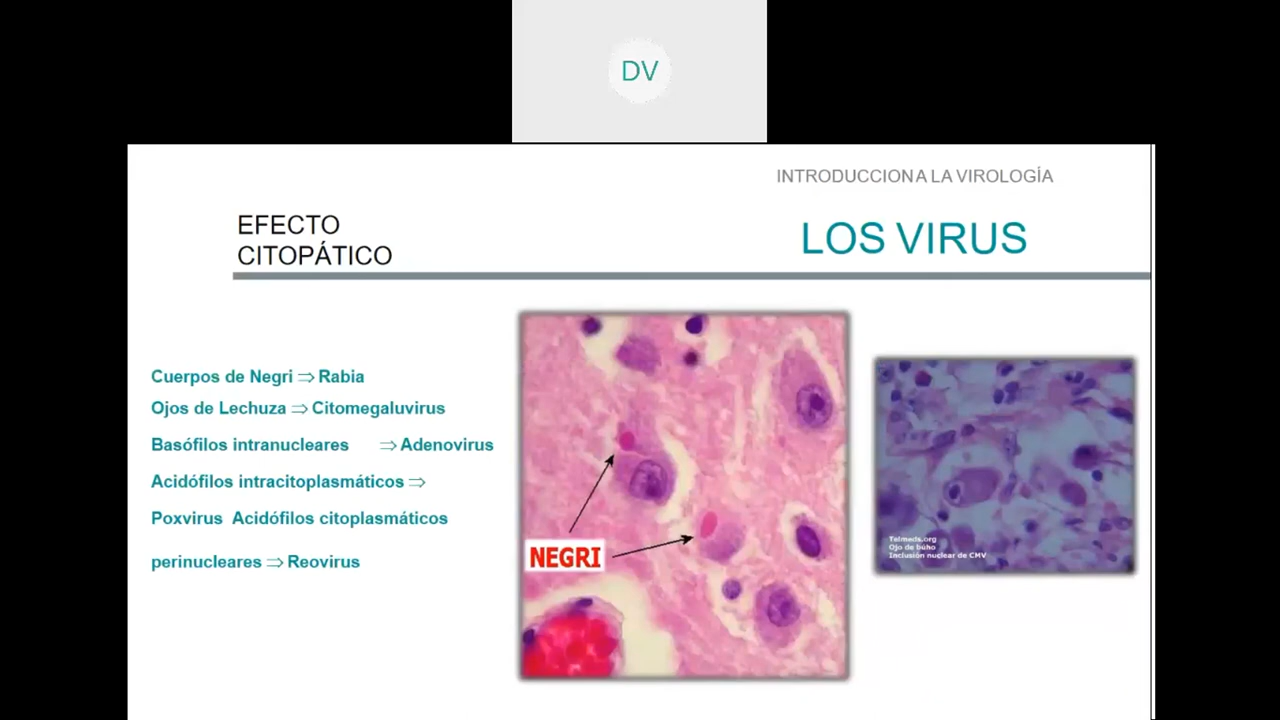 DV
INTRODUCCION A LA VIROLOGÍA
EFECTO
CITOPÁTICO
LOS VIRUS
Cuerpos de Negri ⇒ Rabia
Ojos de Lechuza ⇒ Citomegaluvirus
Basófilos intranucleares ⇒ Adenovirus
Acidófilos intracitoplasmáticos ⇒
Poxvirus Acidófilos citoplasmáticos
perinucleares ⇒ Reovirus
NEGRI
Talmeds.org
Ojo de búho
Inclusión nuclear de CMV